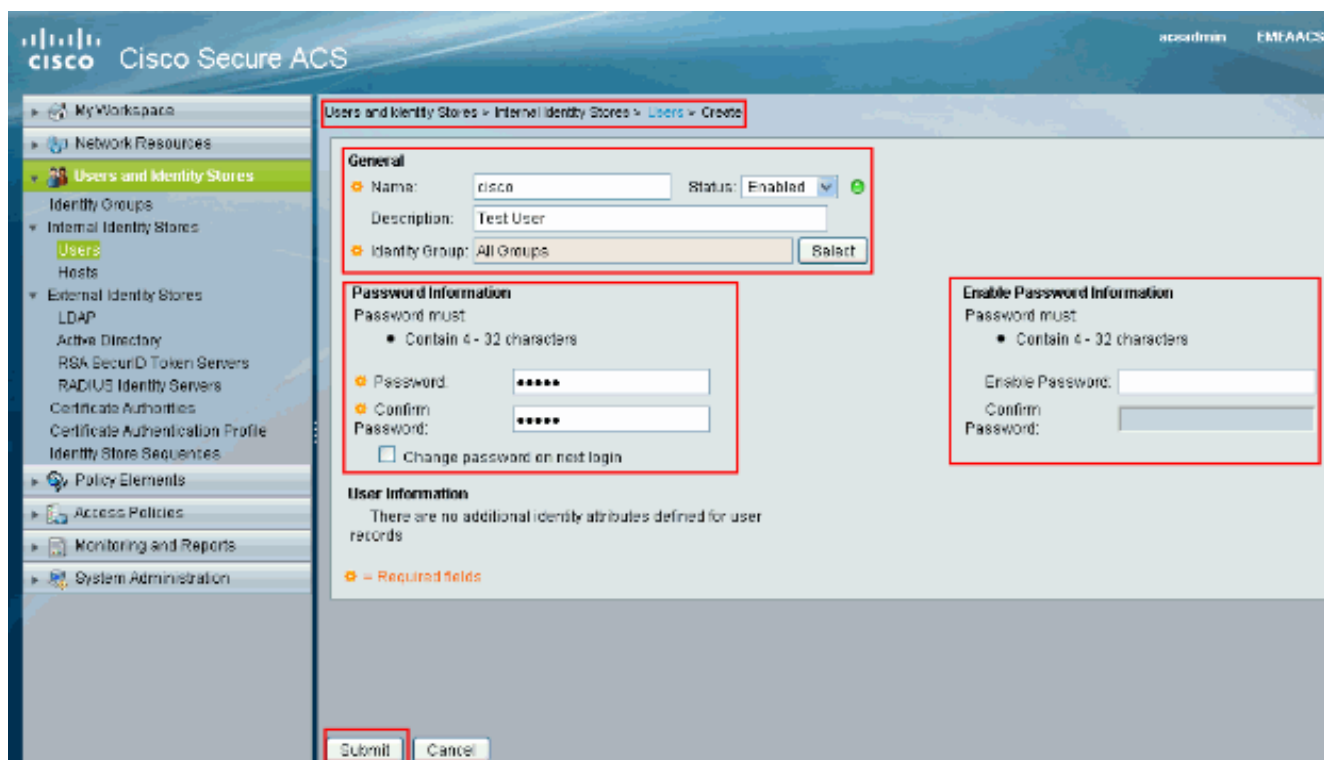 CISCO Cisco Secure ACS
acsadmin EMEAACS
My Workspace
Network Resources
Users and Identity Stores
Identity Groups
Internal Identity Stores
Users
Hosts
External Identity Stores
LDAP
Active Directory
RSA SecurID Token Servers
RADIUS Identity Servers
Certificate Authorities
Certificate Authentication Profile
Identity Store Sequences
Policy Elements
Access Policies
Monitoring and Reports
System Administration
Users and Identity Stores > Internal Identity Stores > Users > Create
General
Name: cisco Status: Enabled
Description: Test User
Identity Group: All Groups Select
Password Information
Password must
• Contain 4 - 32 characters
Password: •••••
Confirm
Password: •••••
Change password on next login
Enable Password Information
Password must
• Contain 4 - 32 characters
Enable Password:
Confirm
Password:
User Information
There are no additional identity attributes defined for user
records
= Required fields
Submit Cancel